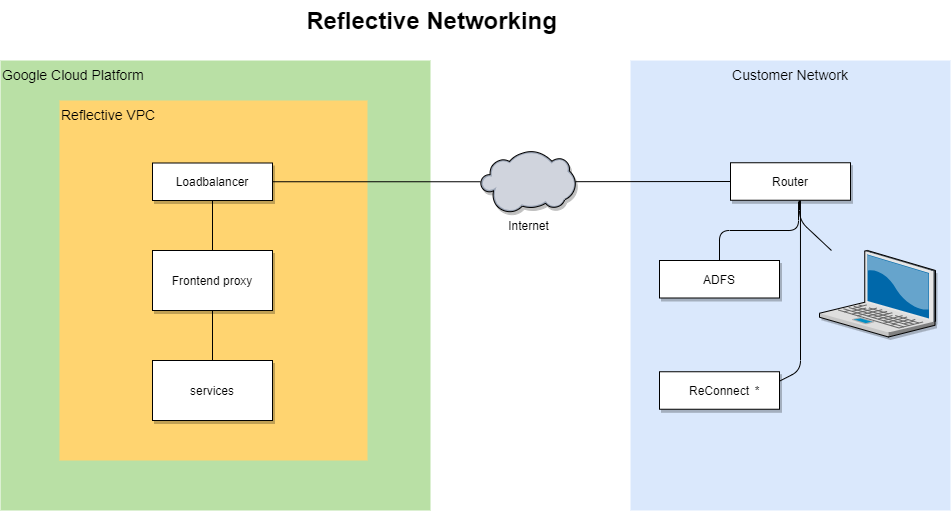 Reflective Networking
Google Cloud Platform
Customer Network
Reflective VPC
Loadbalancer
Internet
Router
Frontend proxy
ADFS
services
ReConnect *